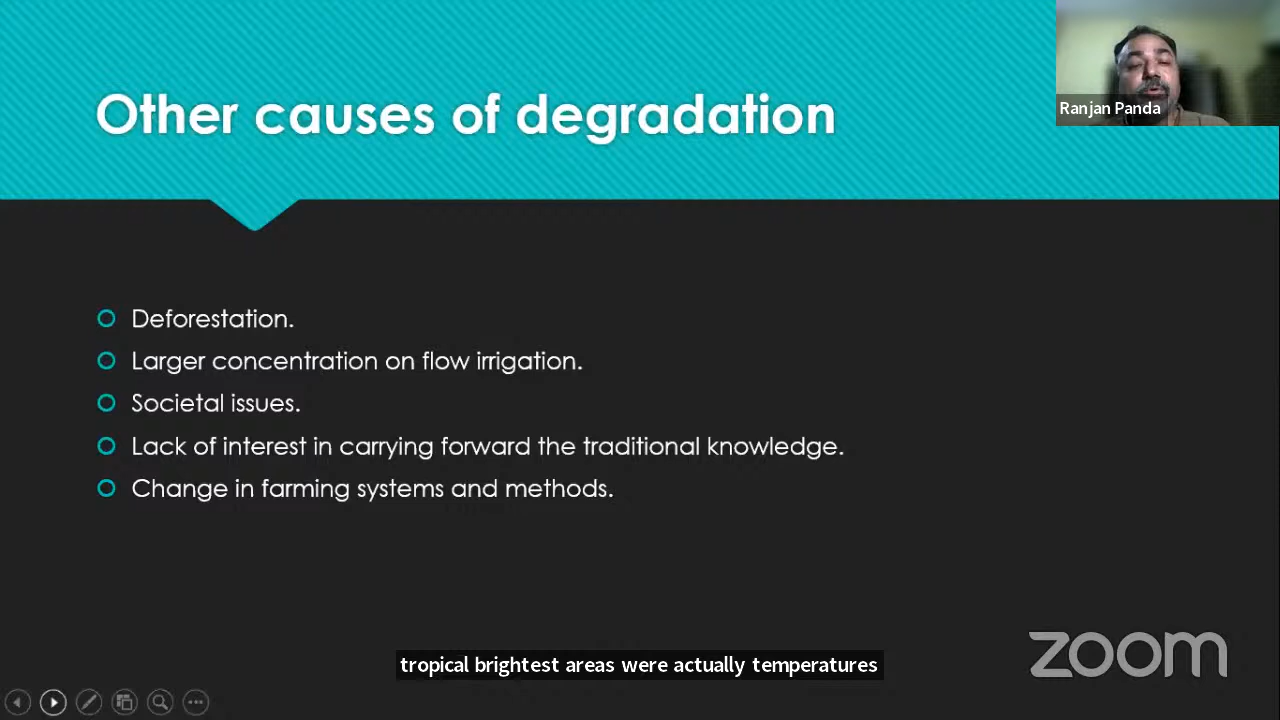 Other causes of degradation
Ranjan Panda
Deforestation.
Larger concentration on flow irrigation.
Societal issues.
Lack of interest in carrying forward the traditional knowledge.
Change in farming systems and methods.
tropical brightest areas were actually temperatures
zoom